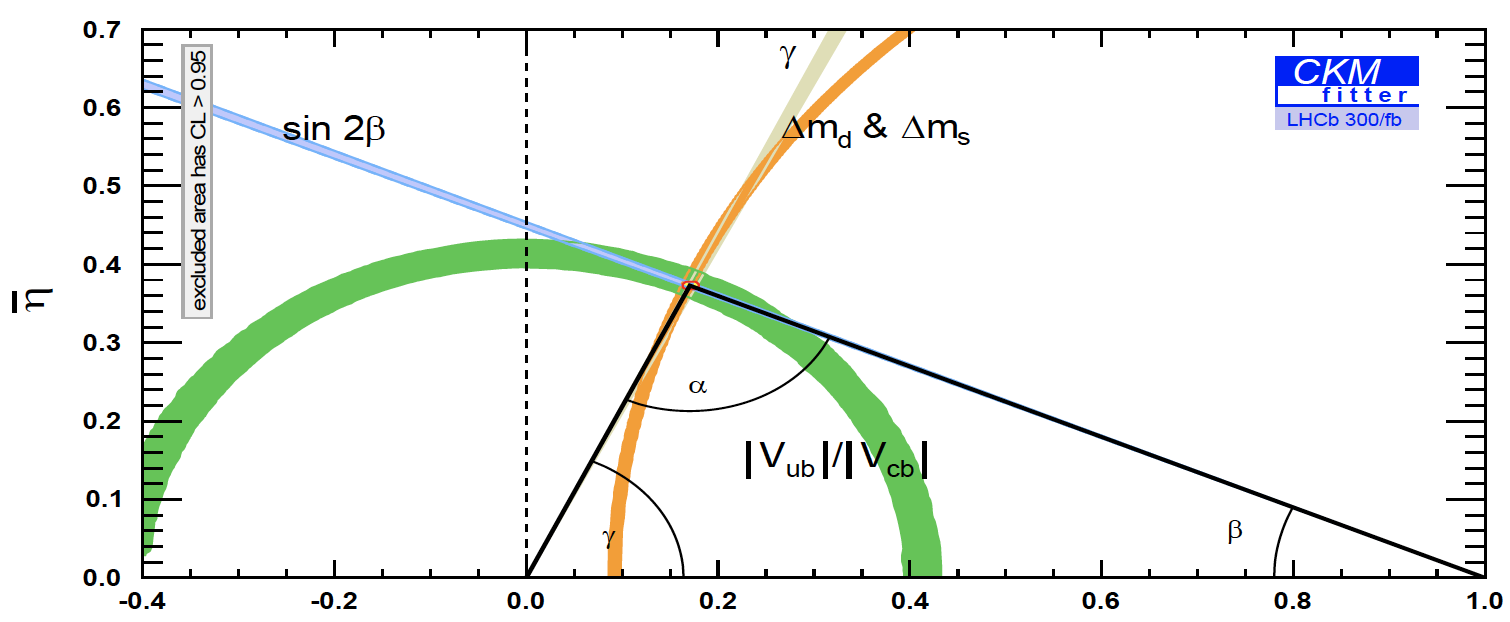 0.7
0.6
0.5
0.4
0.3
0.2
0.1
0.0
η̅
excluded area has CL > 0.95
sin 2β
γ
Δm_d & Δm_s
CKM
fitter
LHCb 300/fb
α
|V_ub|/|V_cb|
γ
β
-0.4 -0.2 0.0 0.2 0.4 0.6 0.8 1.0